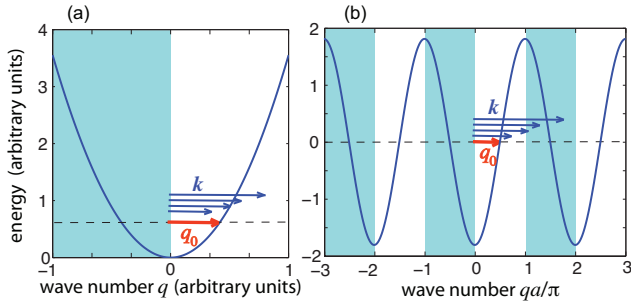 (a)
(b)
energy (arbitrary units)
4
3
2
1
0
k
q0
−1
0
1
wave number q (arbitrary units)
2
1
0
−1
−2
k
q0
−3
−2
−1
0
1
2
3
wave number qa/π